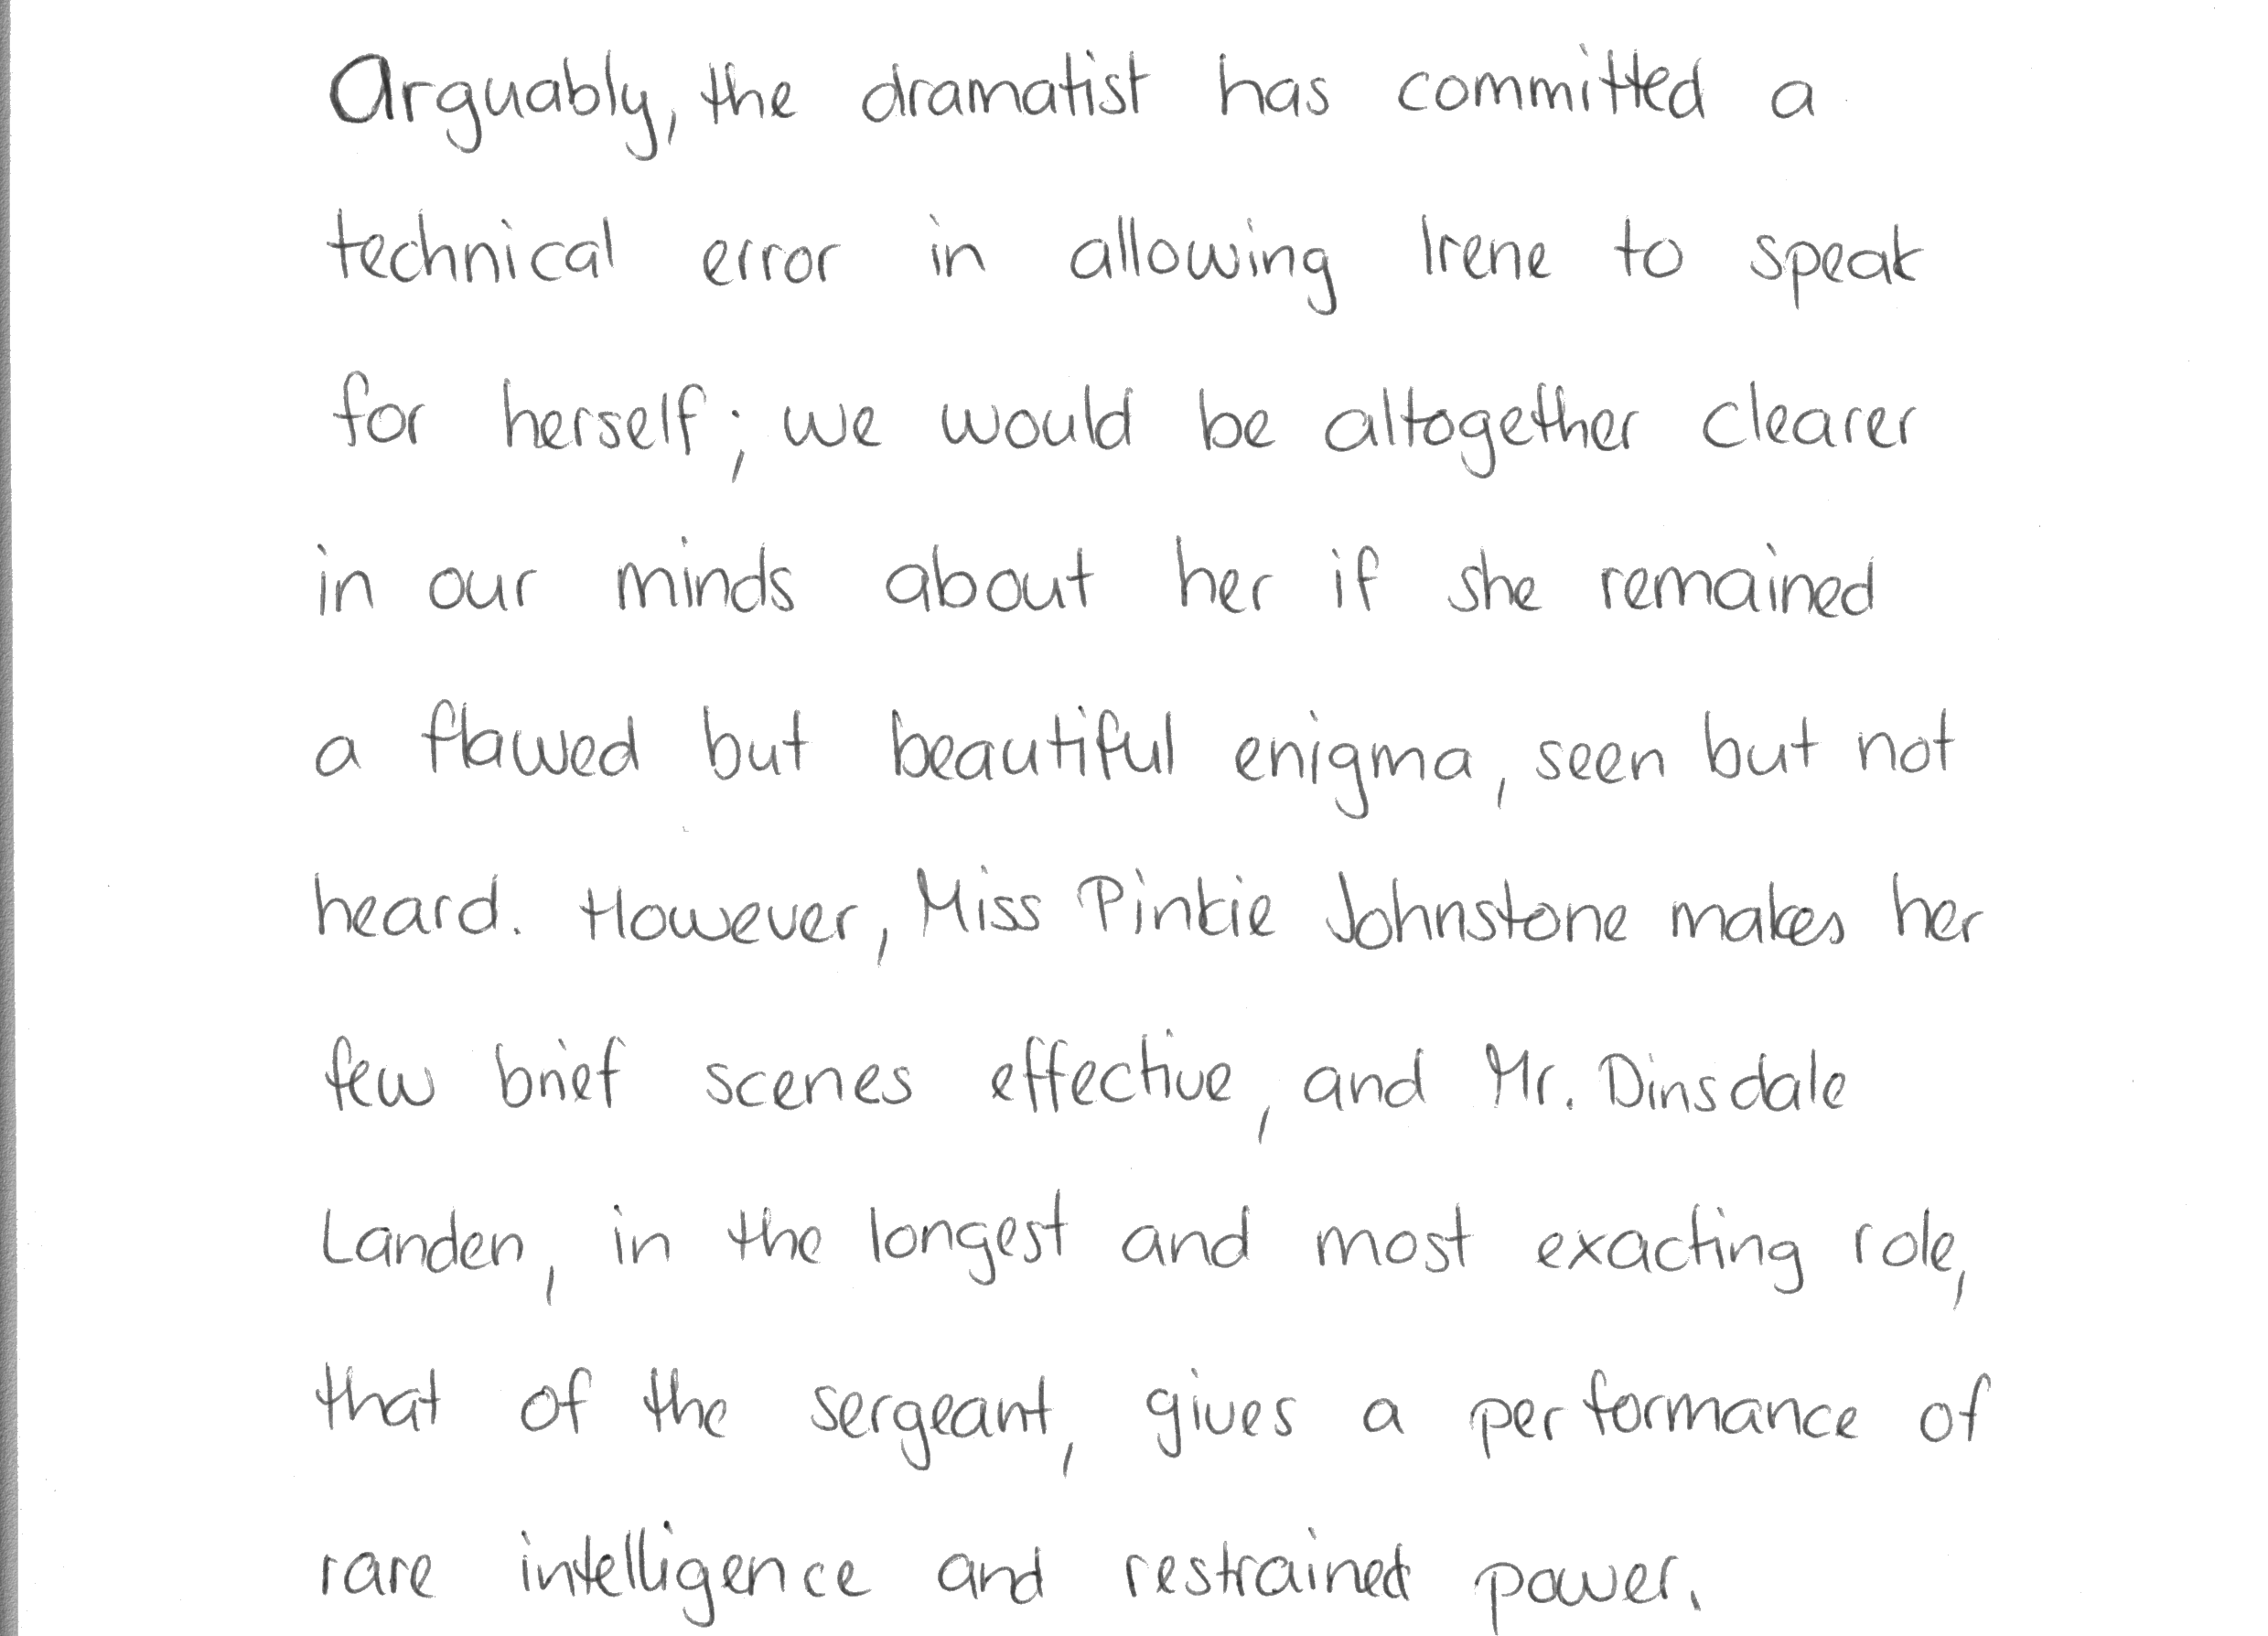 Arguably, the dramatist has committed a
technical error in allowing Irene to speak
for herself; we would be altogether clearer
in our minds about her if she remained
a flawed but beautiful enigma, seen but not
heard. However, Miss Pinkie Johnstone makes her
few brief scenes effective, and Mr. Dinsdale
Landen, in the longest and most exacting role,
that of the sergeant, gives a performance of
rare intelligence and restrained power.